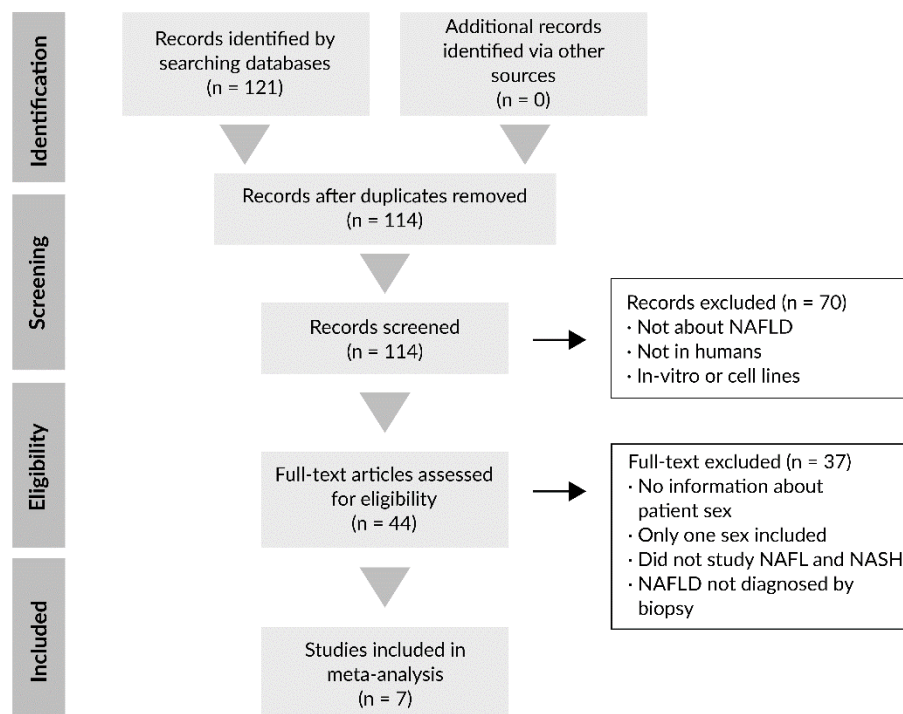 Identification
Records identified by
searching databases
(n = 121)
Additional records
identified via other
sources
(n = 0)
Records after duplicates removed
(n = 114)
Screening
Records screened
(n = 114)
Records excluded (n = 70)
· Not about NAFLD
· Not in humans
· In-vitro or cell lines
Eligibility
Full-text articles assessed
for eligibility
(n = 44)
Full-text excluded (n = 37)
· No information about
patient sex
· Only one sex included
· Did not study NAFL and NASH
· NAFLD not diagnosed by
biopsy
Included
Studies included in
meta-analysis
(n = 7)